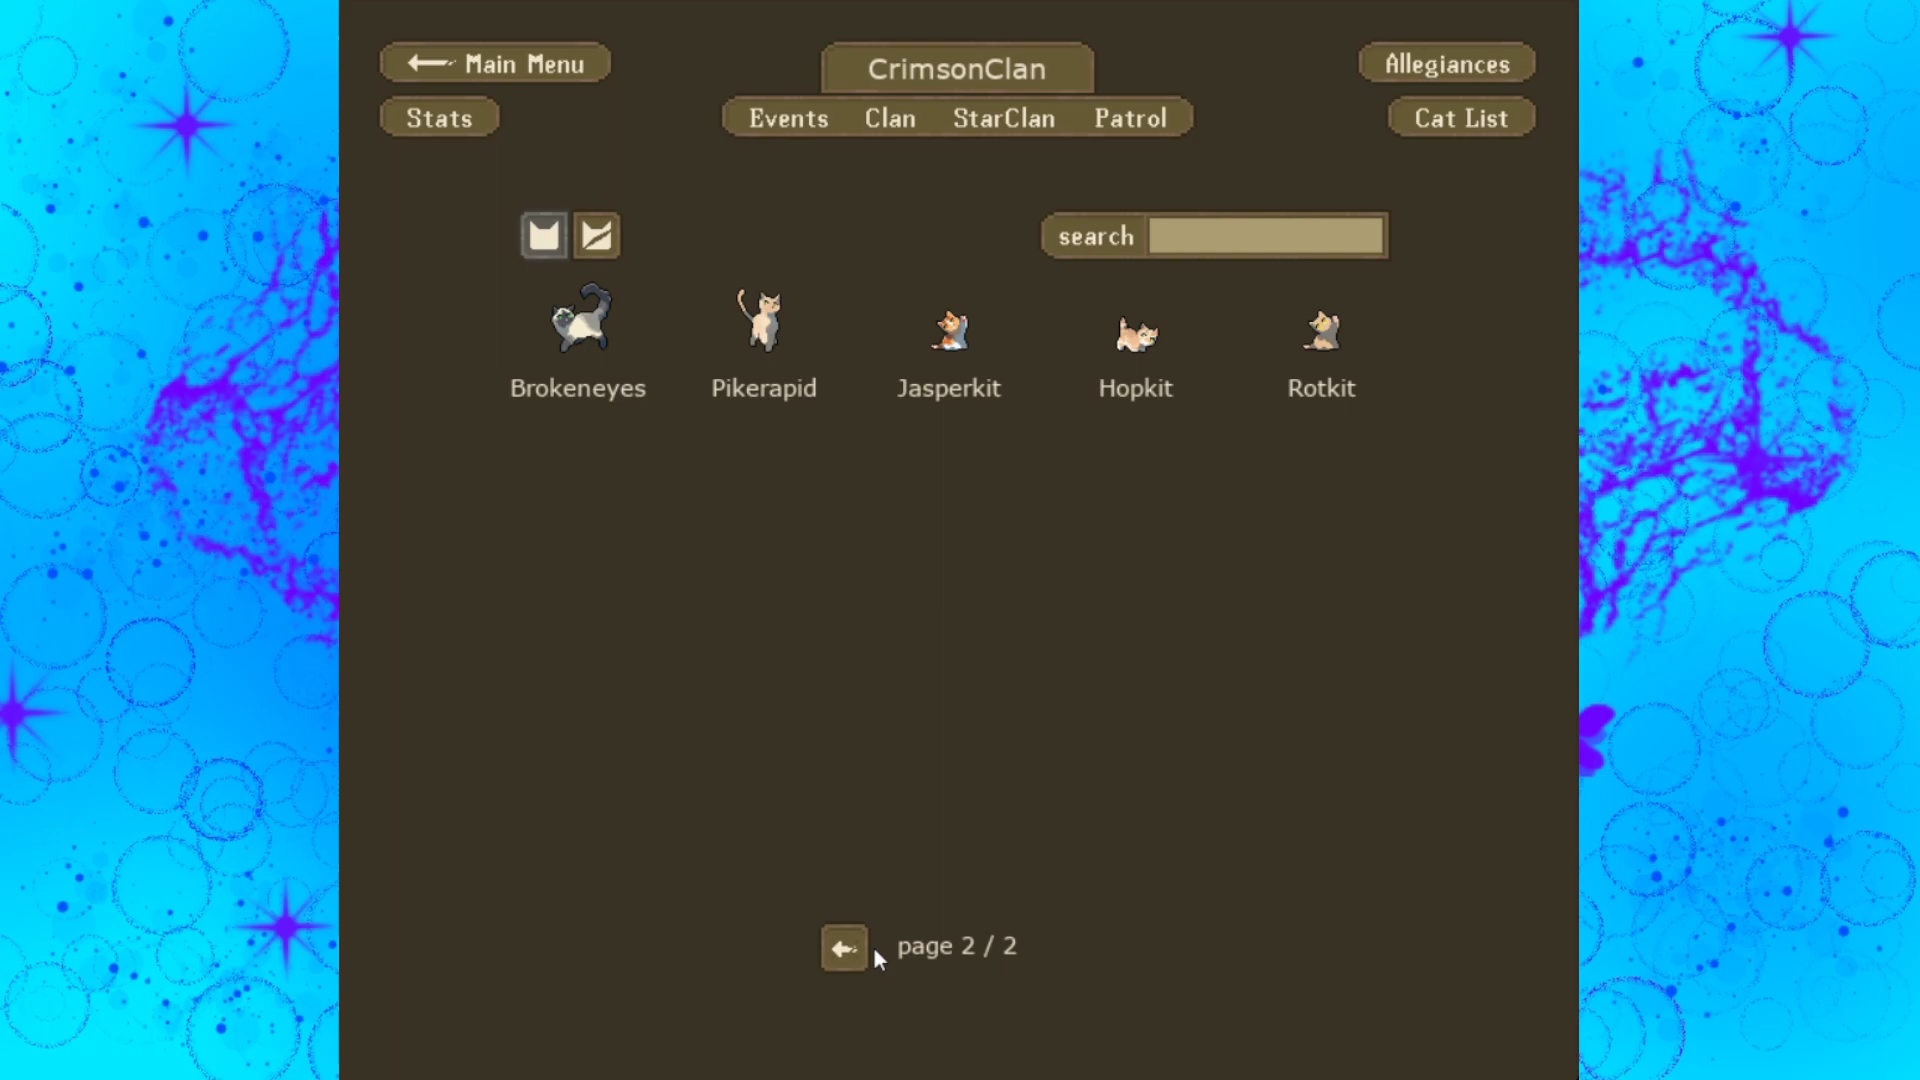 Main Menu
CrimsonClan
Allegiances
Stats
Events Clan StarClan Patrol
Cat List
search
Brokeneyes Pikerapid Jasperkit Hopkit Rotkit
page 2 / 2